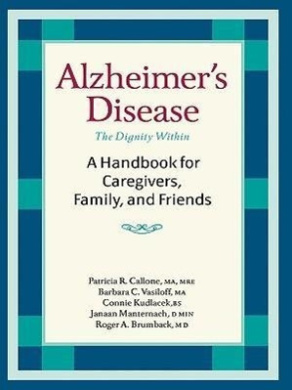 Alzheimer's
Disease
The Dignity Within
A Handbook for
Caregivers,
Family, and Friends
Patricia R. Callone, MA, MRE
Barbara C. Vasiloff, MA
Connie Kudlacek, BS
Janaan Manternach, D MIN
Roger A. Brumback, MD